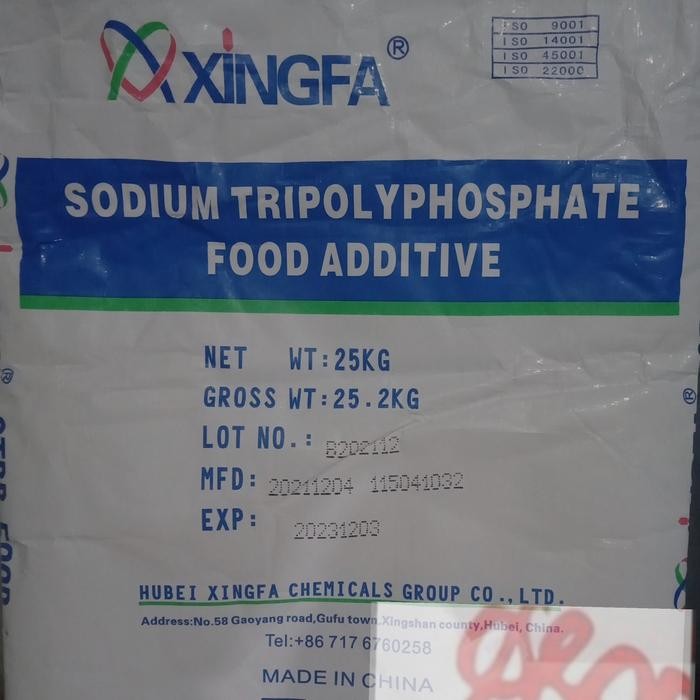 XINGFA®
ISO 9001
ISO 14001
ISO 45001
ISO 22000
SODIUM TRIPOLYPHOSPHATE
FOOD ADDITIVE
NET WT:25KG
GROSS WT:25.2KG
LOT NO.: B202112
MFD: 20211204 115041032
EXP: 20231203
HUBEI XINGFA CHEMICALS GROUP CO.,LTD.
Address:No.58 Gaoyang road,Gufu town,Xingshan county,Hubei, China.
Tel:+86 717 6760258
MADE IN CHINA